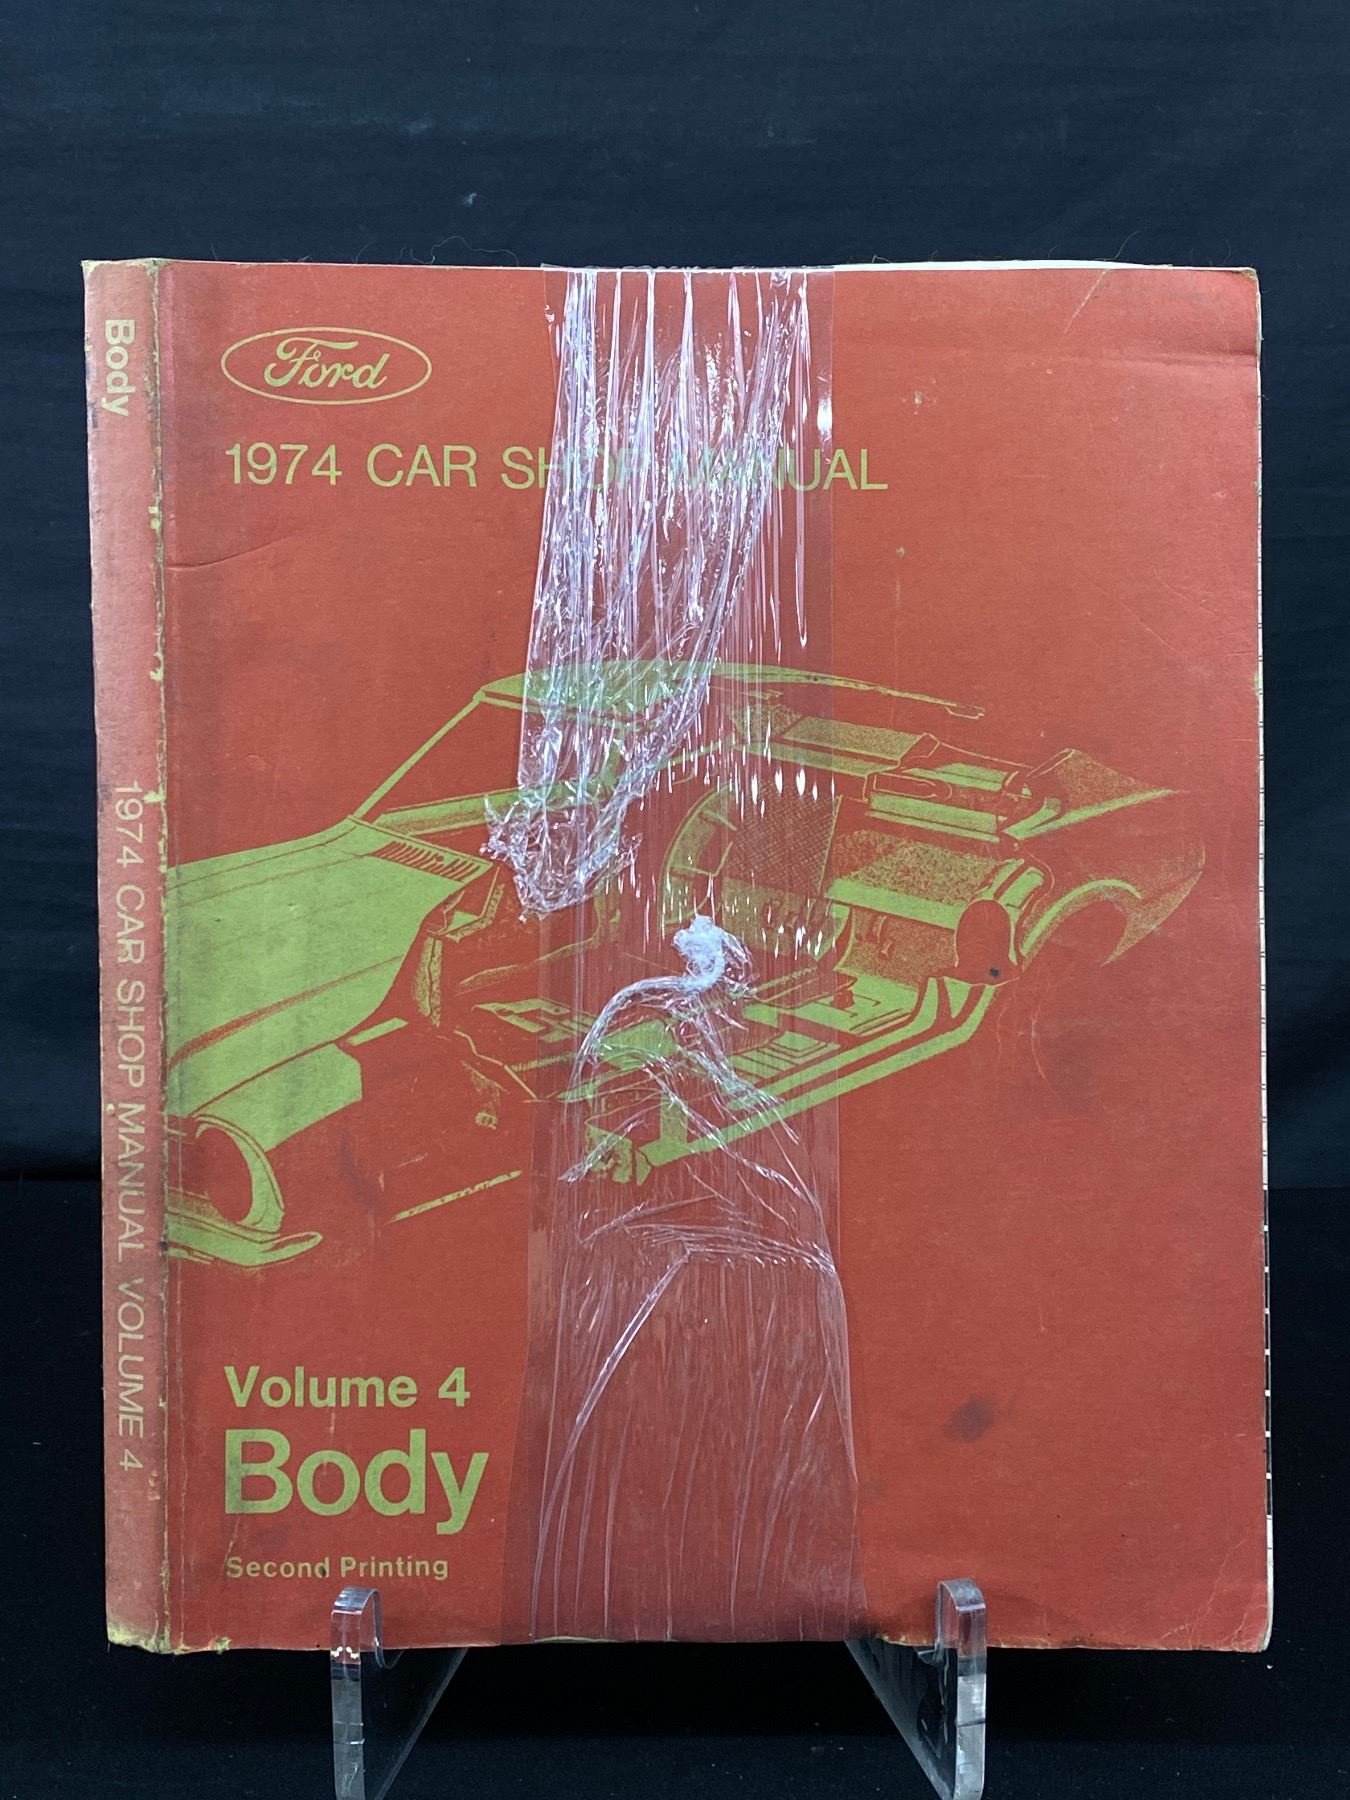 Body
1974 CAR SHOP MANUAL VOLUME 4
Ford
1974 CAR SHOP MANUAL
Volume 4
Body
Second Printing